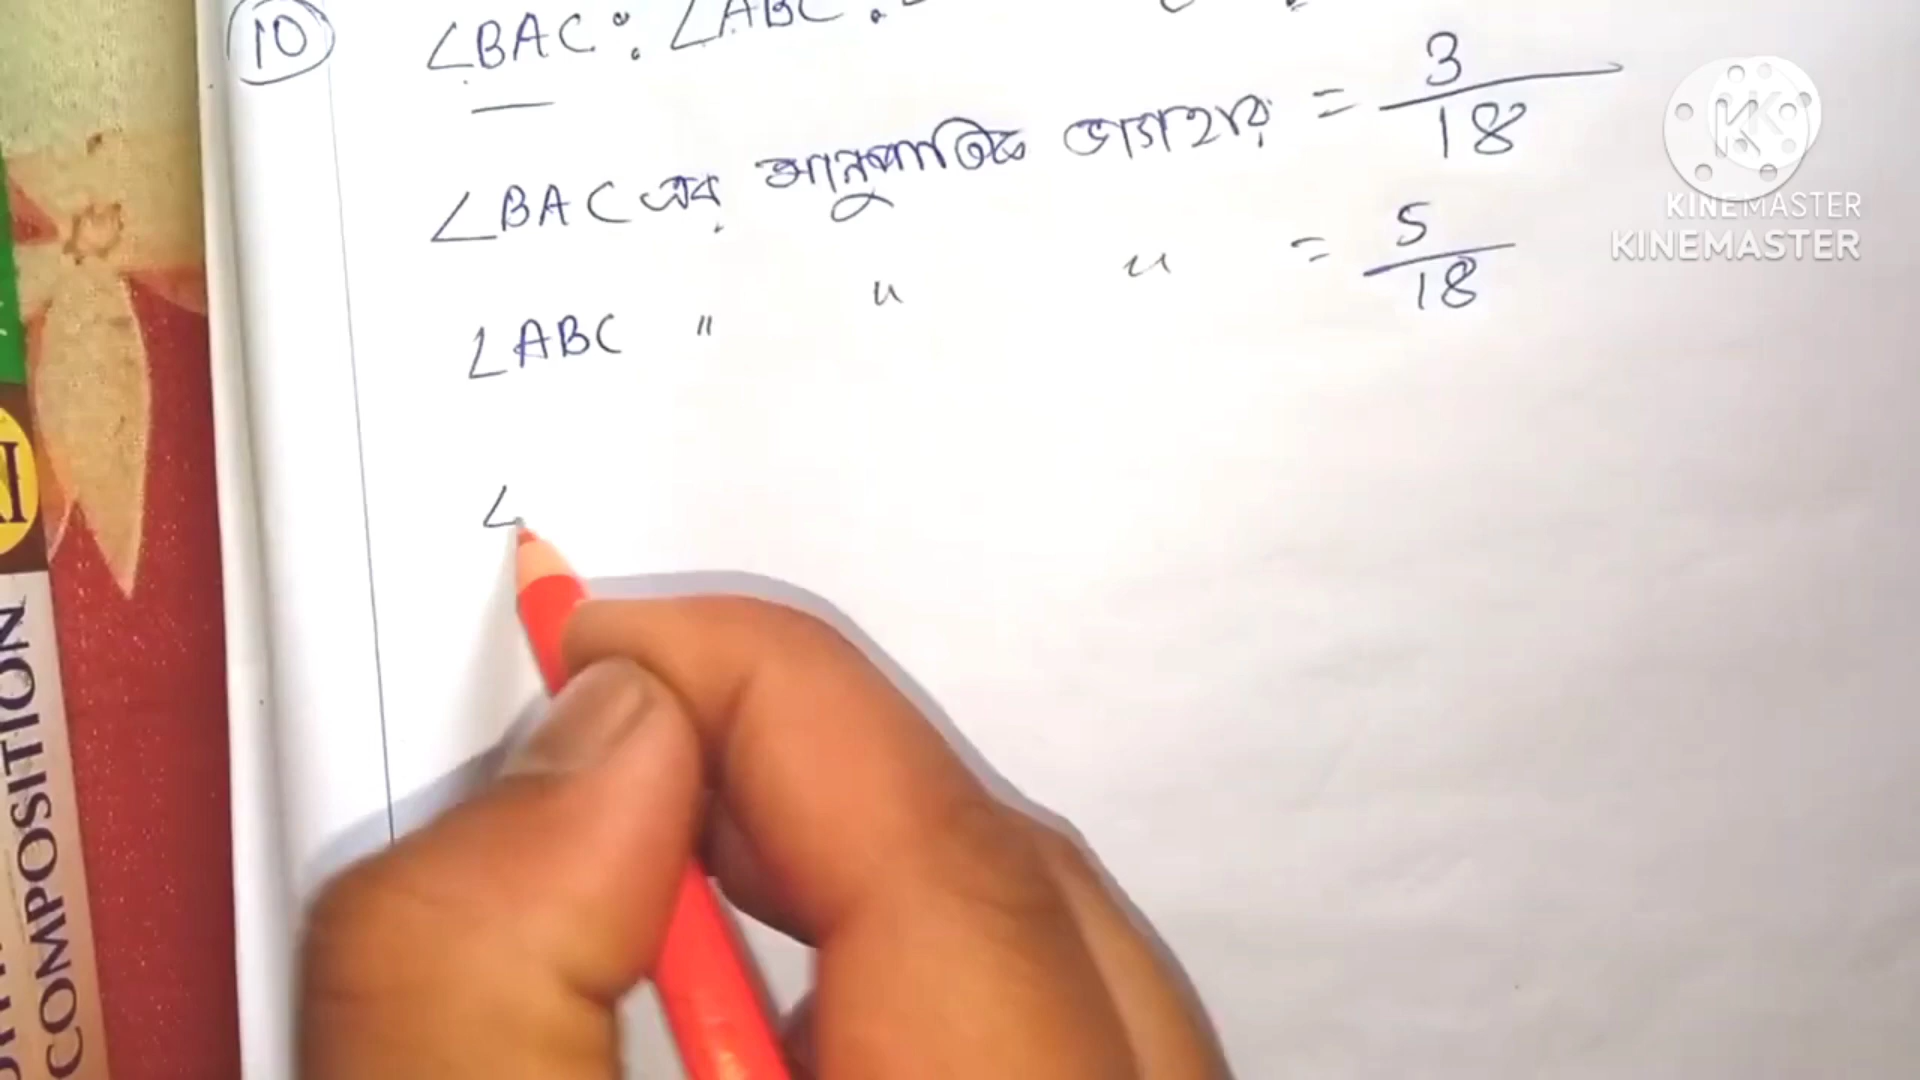 10 ∠BAC : ∠ABC :
∠BAC এর আনুপাতিক ভাগহার = 3/18
∠ABC " " " = 5/18
∠
KINEMASTER
KINEMASTER
COMPOSITION